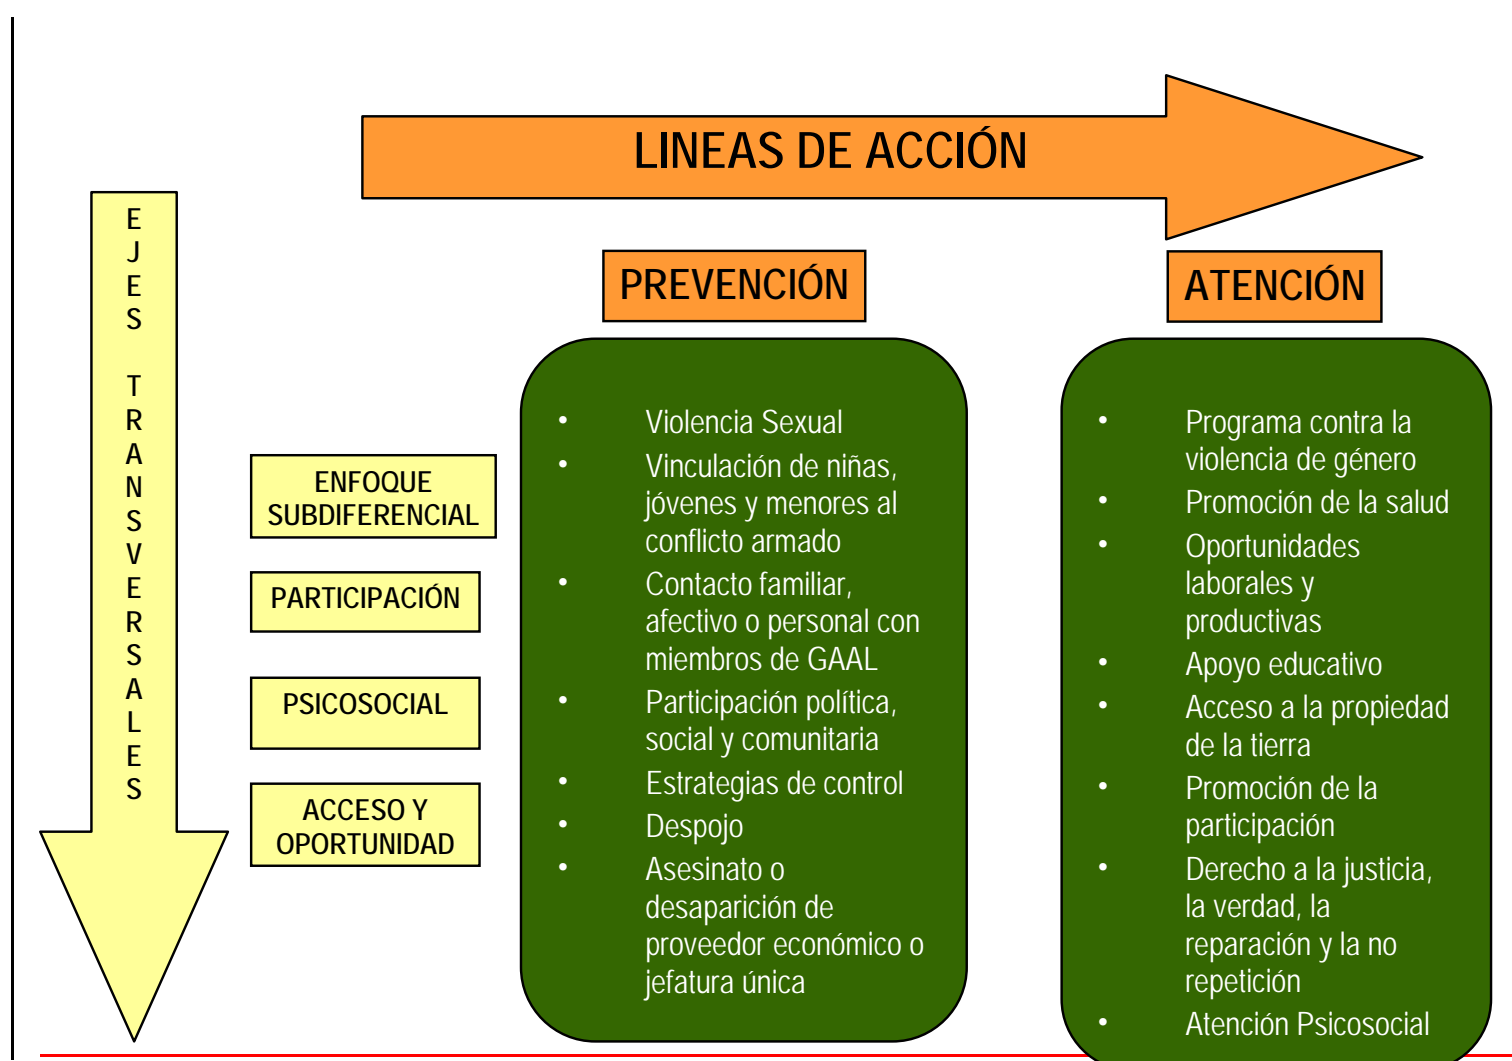 LINEAS DE ACCIÓN
EJES TRANSVERSALES
PREVENCIÓN
ATENCIÓN
ENFOQUE
SUBDIFERENCIAL
PARTICIPACIÓN
PSICOSOCIAL
ACCESO Y
OPORTUNIDAD
• Violencia Sexual
• Vinculación de niñas,
jóvenes y menores al
conflicto armado
• Contacto familiar,
afectivo o personal con
miembros de GAAL
• Participación política,
social y comunitaria
• Estrategias de control
• Despojo
• Asesinato o
desaparición de
proveedor económico o
jefatura única
• Programa contra la
violencia de género
• Promoción de la salud
• Oportunidades
laborales y
productivas
• Apoyo educativo
• Acceso a la propiedad
de la tierra
• Promoción de la
participación
• Derecho a la justicia,
la verdad, la
reparación y la no
repetición
• Atención Psicosocial